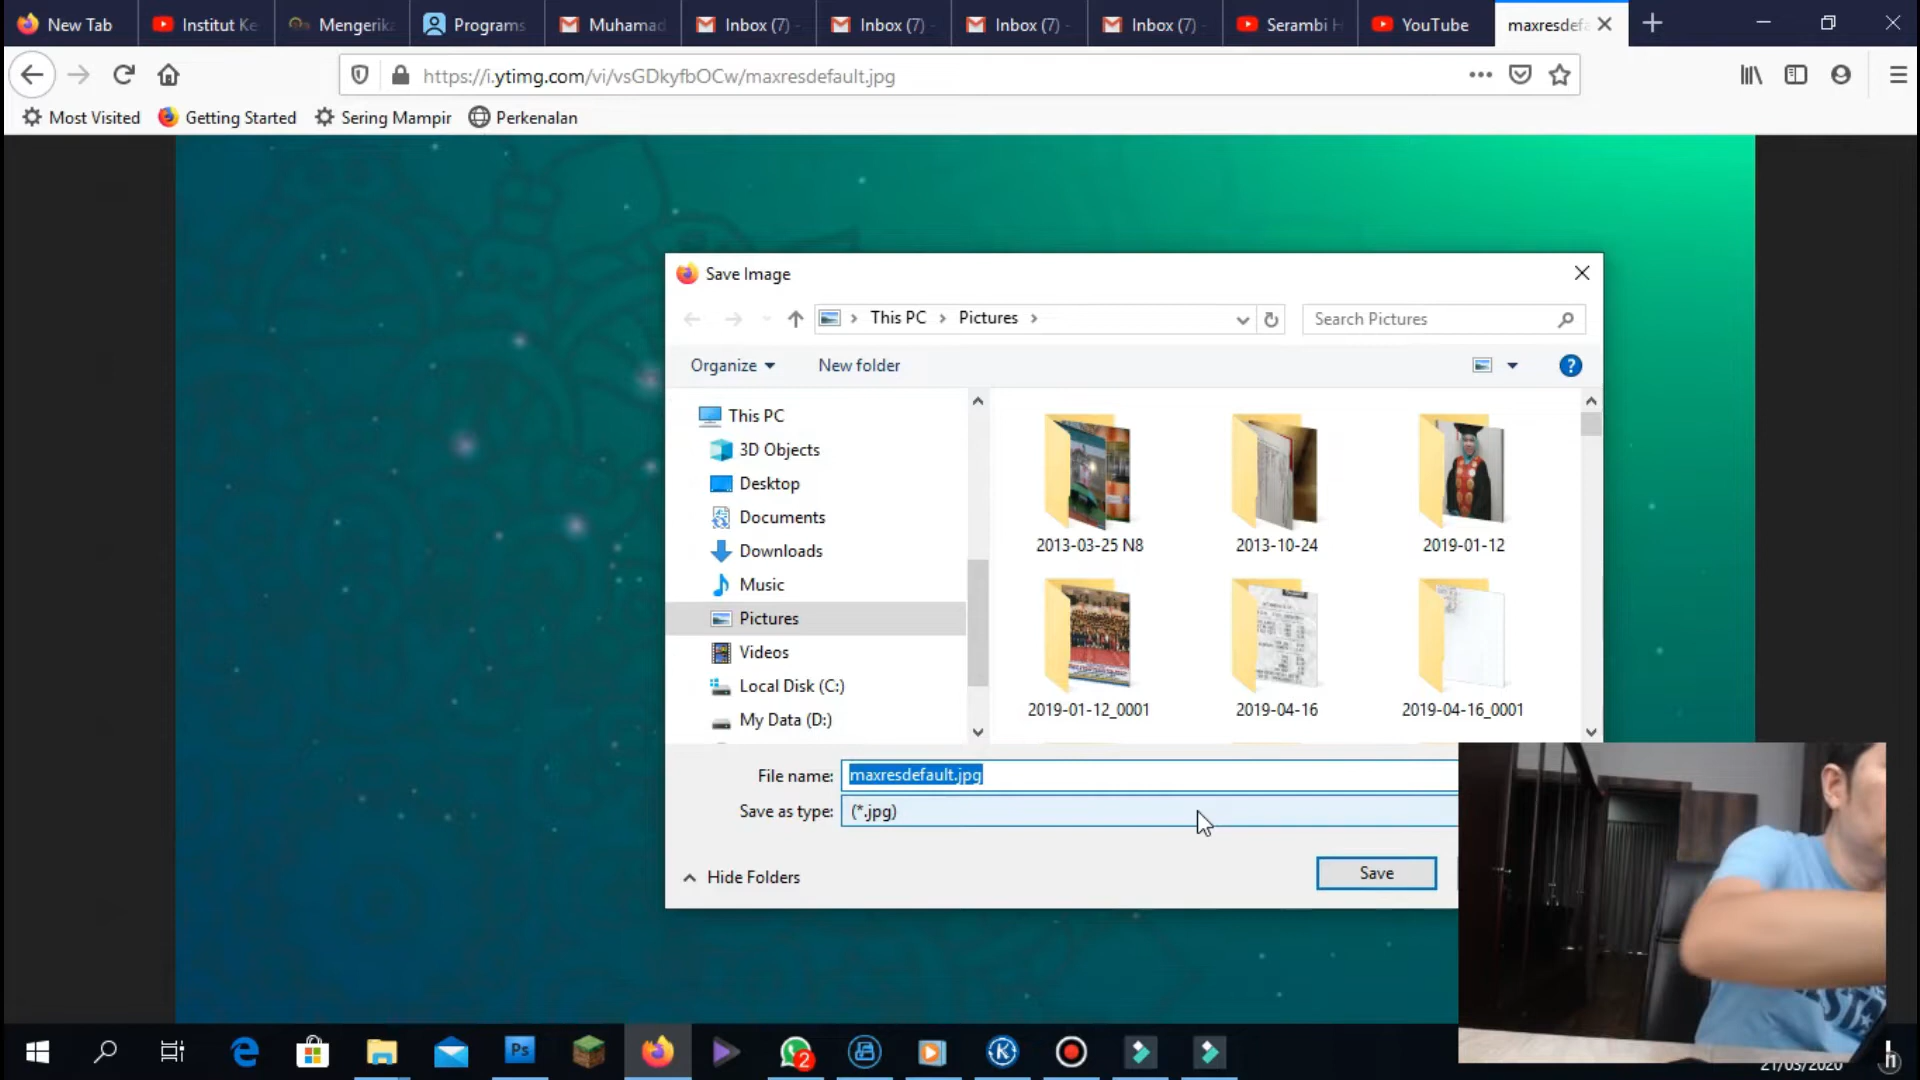 New Tab
Institut Ke
Mengerika
Programs
Muhamad
Inbox (7) -
Inbox (7) -
Inbox (7) -
Inbox (7) -
Serambi H
YouTube
maxresdefa
https://i.ytimg.com/vi/vsGDkyfbOCw/maxresdefault.jpg
Most Visited
Getting Started
Sering Mampir
Perkenalan
Save Image
This PC > Pictures >
Search Pictures
Organize
New folder
This PC
3D Objects
Desktop
Documents
Downloads
Music
Pictures
Videos
Local Disk (C:)
My Data (D:)
2013-03-25 N8
2013-10-24
2019-01-12
2019-01-12_0001
2019-04-16
2019-04-16_0001
File name: maxresdefault.jpg
Save as type: (*.jpg)
Hide Folders
Save
Ps
2
K
21/05/2020